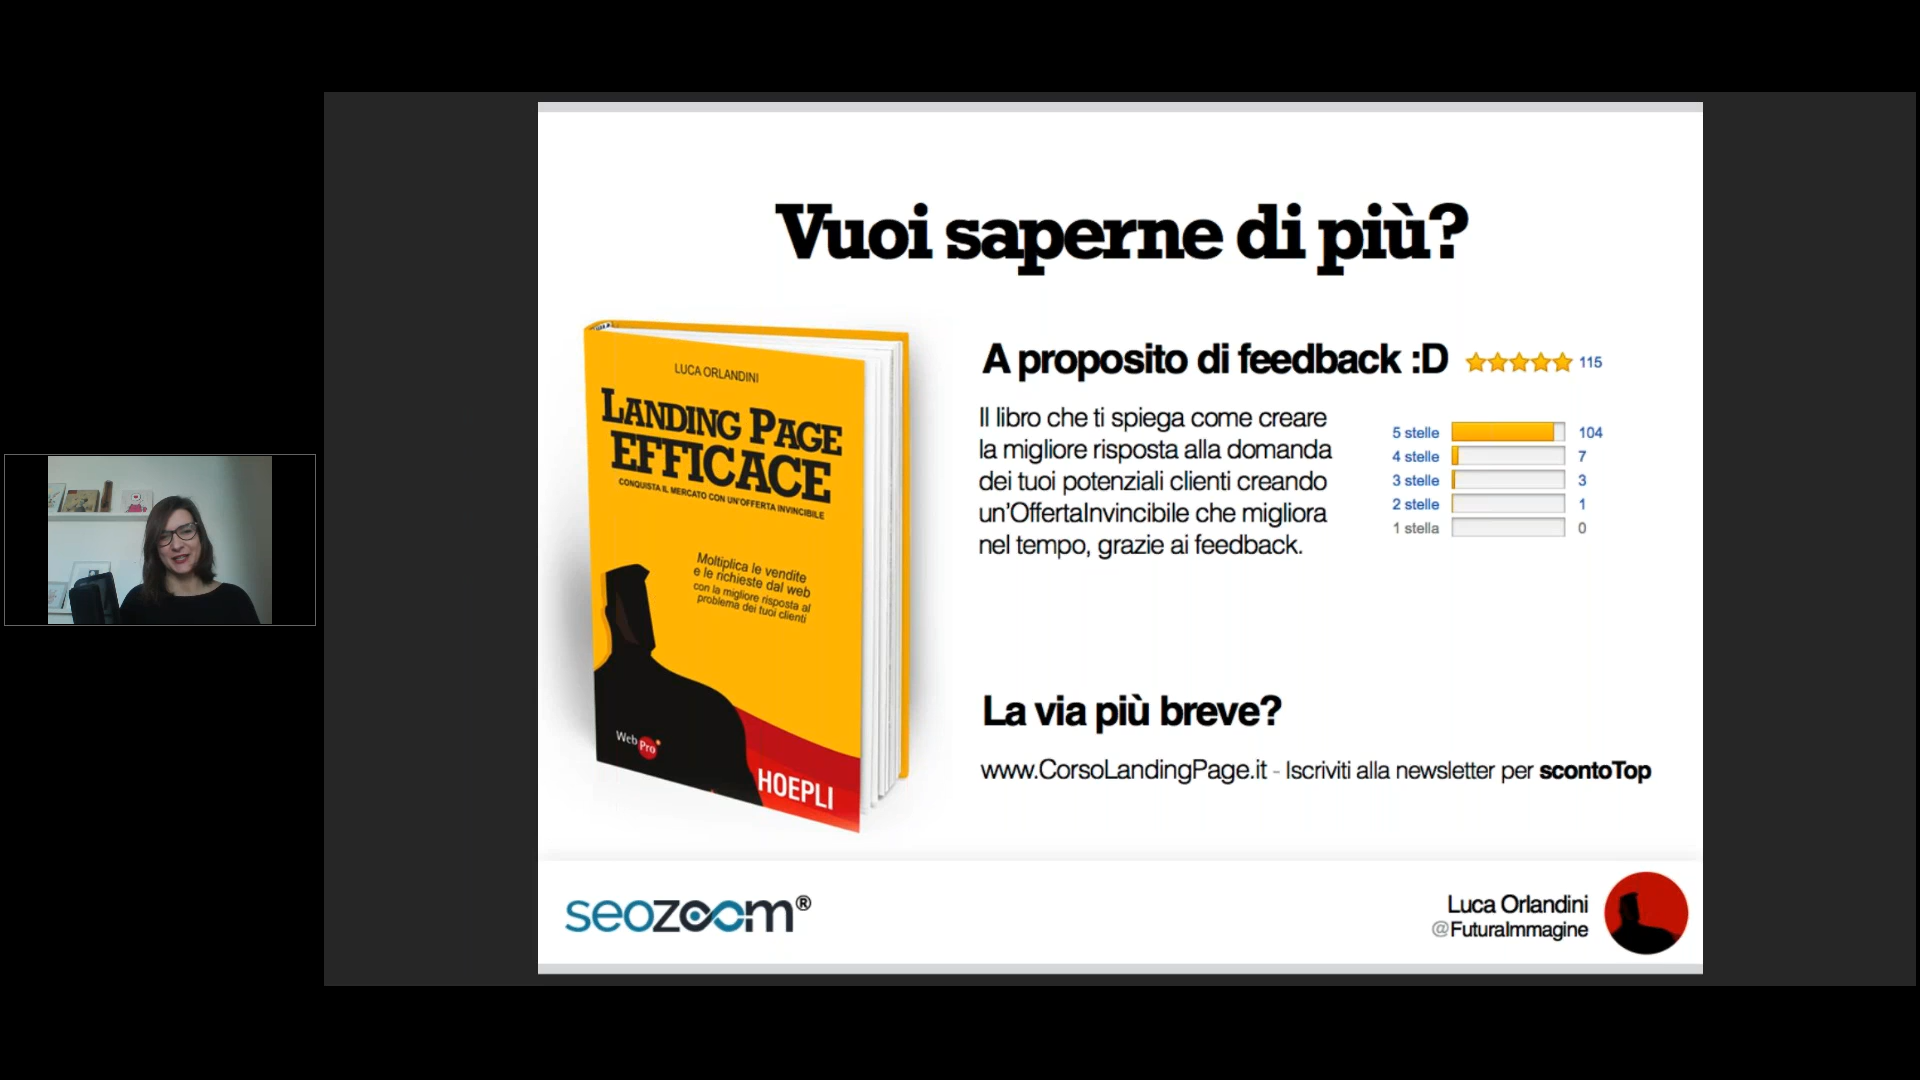 Vuoi saperne di più?
LUCA ORLANDINI
LANDING PAGE
EFFICACE
CONQUISTA IL MERCATO CON UN'OFFERTA INVINCIBILE
Moltiplica le vendite
e le richieste dal web
con la migliore risposta al
problema dei tuoi clienti
Web Pro
HOEPLI
A proposito di feedback :D 115
Il libro che ti spiega come creare
la migliore risposta alla domanda
dei tuoi potenziali clienti creando
un'OffertaInvincibile che migliora
nel tempo, grazie ai feedback.
5 stelle 104
4 stelle 7
3 stelle 3
2 stelle 1
1 stella 0
La via più breve?
www.CorsoLandingPage.it - Iscriviti alla newsletter per scontoTop
seozoom®
Luca Orlandini
@FuturaImmagine